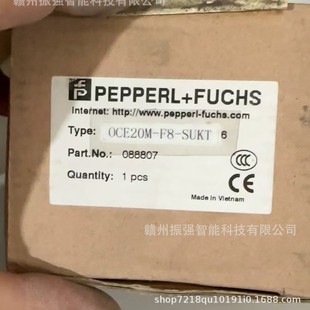 赣州振强智能科技有限公司
PEPPERL+FUCHS
Internet: http://www.pepperl-fuchs.com
Type: OCE20M-F8-SUKT 6
Part.No.: 088807
Quantity: 1 pcs
CCC
CE
Made in Vietnam
赣州振强智能科技有限公司
shop7218qu10191i0.1688.com